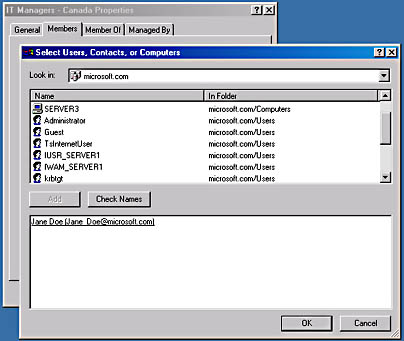 IT Managers - Canada Properties
General Members Member Of Managed By
Select Users, Contacts, or Computers
Look in: microsoft.com
Name In Folder
SERVER3 microsoft.com/Computers
Administrator microsoft.com/Users
Guest microsoft.com/Users
TsInternetUser microsoft.com/Users
IUSR_SERVER1 microsoft.com/Users
IWAM_SERVER1 microsoft.com/Users
krbtgt microsoft.com/Users
Add Check Names
Jane Doe (Jane_Doe@microsoft.com)
OK Cancel